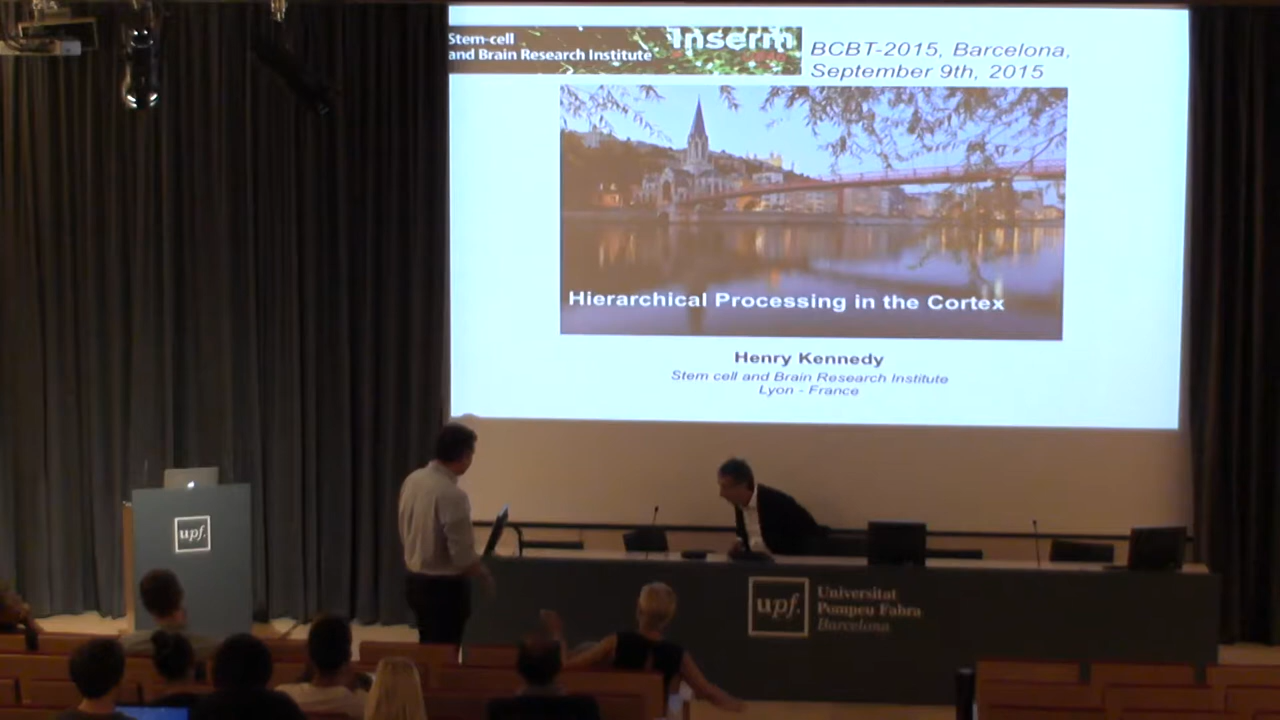 Stem-cell
and Brain Research Institute
Inserm
BCBT-2015, Barcelona,
September 9th, 2015
Hierarchical Processing in the Cortex
Henry Kennedy
Stem cell and Brain Research Institute
Lyon - France
upf.
upf.
Universitat
Pompeu Fabra
Barcelona